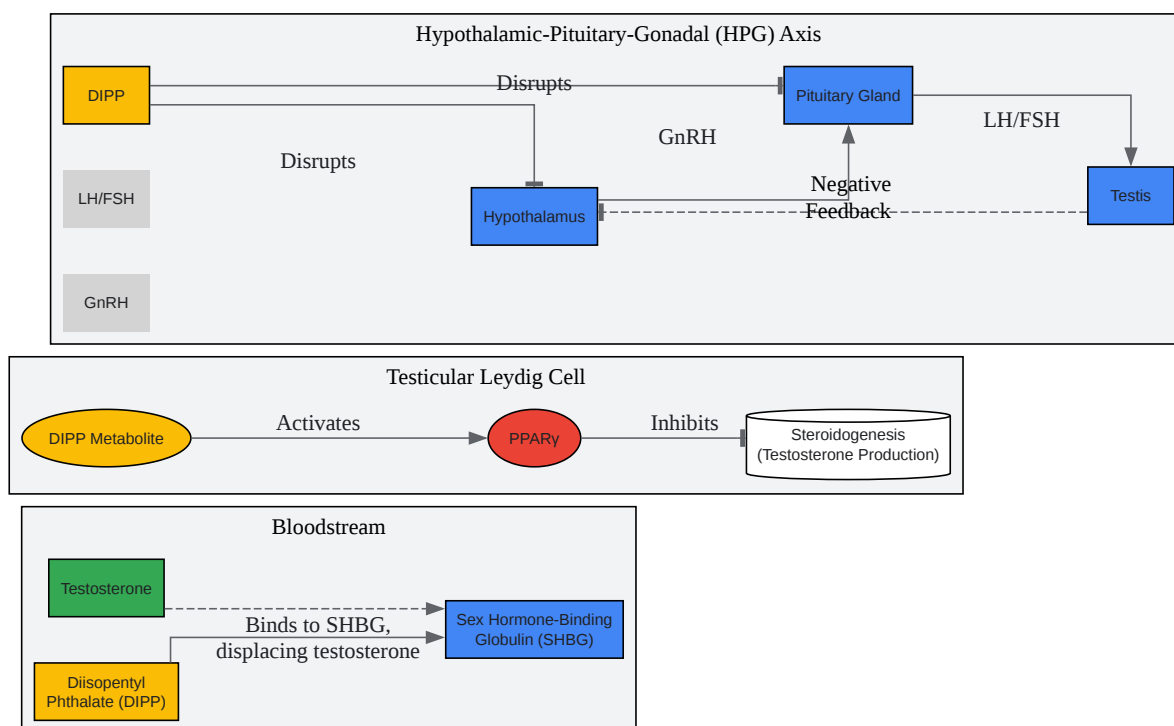 Hypothalamic-Pituitary-Gonadal (HPG) Axis
DIPP
Disrupts
Pituitary Gland
LH/FSH
GnRH
Disrupts
LH/FSH
Hypothalamus
Negative
Feedback
Testis
GnRH
Testicular Leydig Cell
DIPP Metabolite
Activates
PPARγ
Inhibits
Steroidogenesis
(Testosterone Production)
Bloodstream
Testosterone
Binds to SHBG,
displacing testosterone
Sex Hormone-Binding
Globulin (SHBG)
Diisopentyl
Phthalate (DIPP)